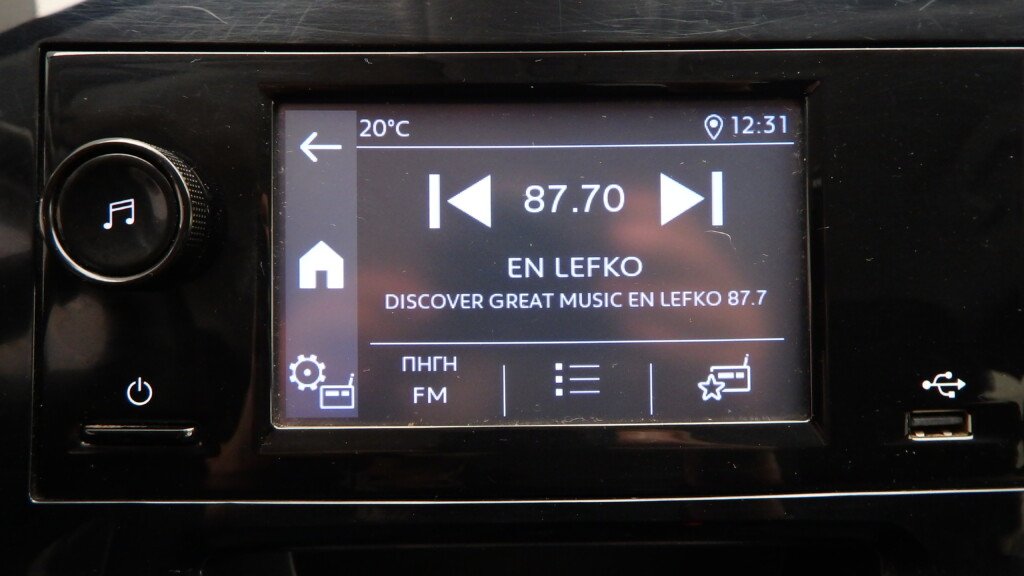 20°C 12:31
87.70
EN LEFKO
DISCOVER GREAT MUSIC EN LEFKO 87.7
ΠΗΓΗ
FM